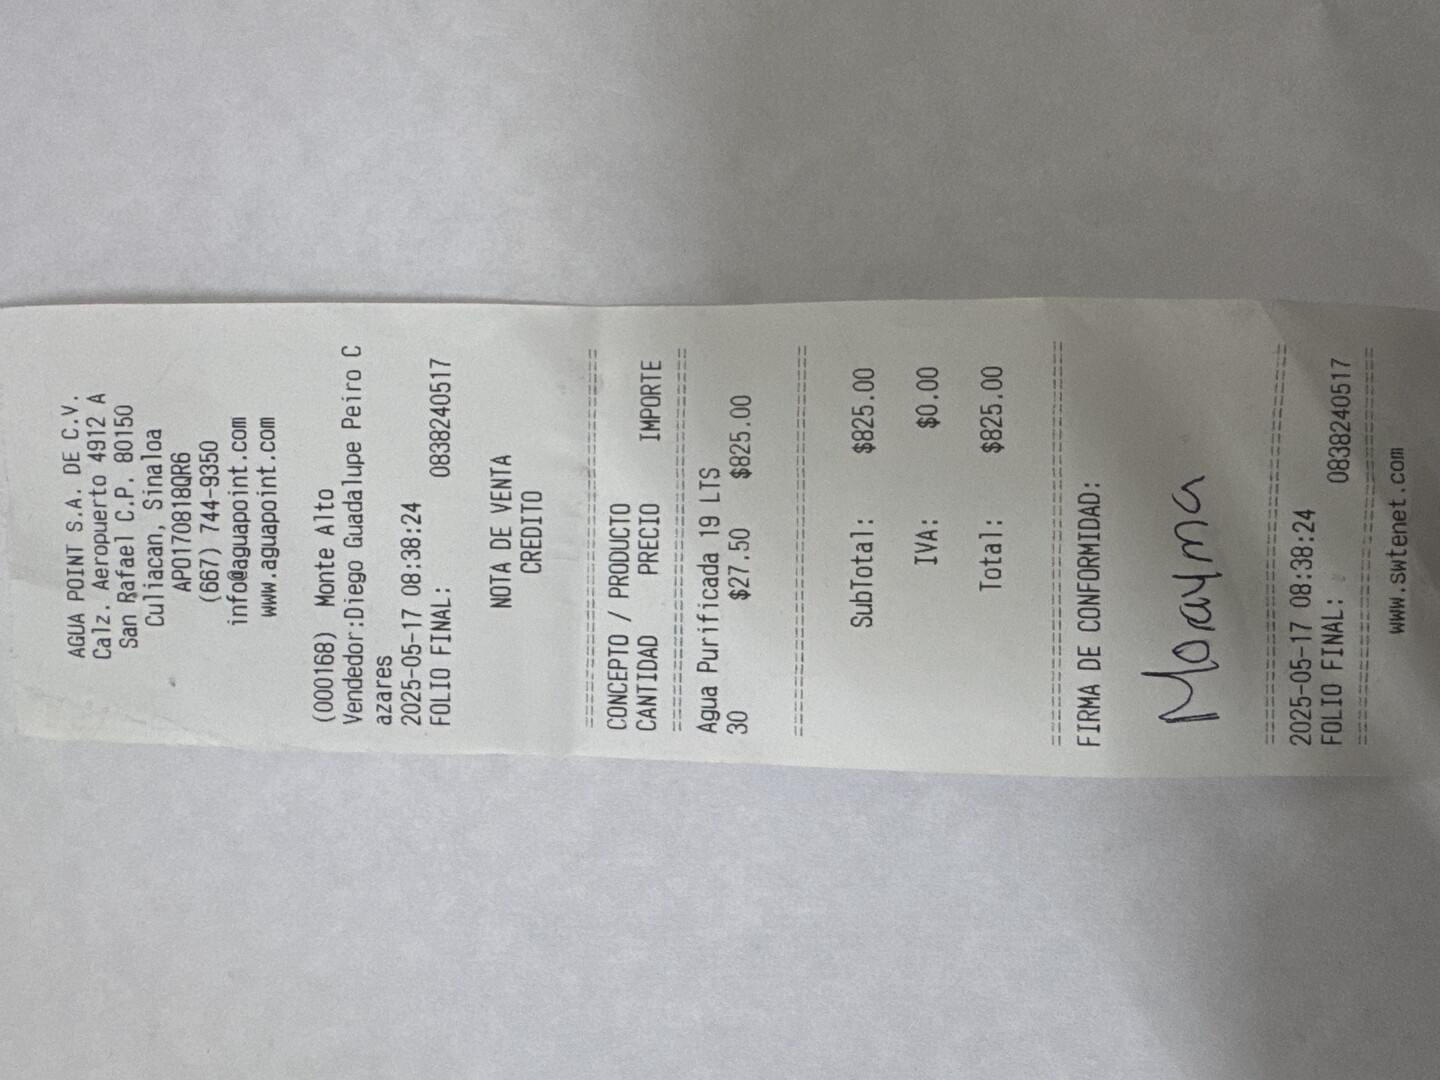 AGUA POINT S.A. DE C.V.
Calz. Aeropuerto 4912 A
San Rafael C.P. 80150
Culiacan, Sinaloa
APO170818QR6
(667) 744-9350
info@aguapoint.com
www.aguapoint.com
(000168) Monte Alto
Vendedor:Diego Guadalupe Peiro C
azares
2025-05-17 08:38:24
FOLIO FINAL: 0838240517
NOTA DE VENTA
CREDITO
================================
CONCEPTO / PRODUCTO
CANTIDAD PRECIO IMPORTE
================================
Agua Purificada 19 LTS
30 $27.50 $825.00
================================
SubTotal: $825.00
IVA: $0.00
Total: $825.00
================================
FIRMA DE CONFORMIDAD:
Morayma
================================
2025-05-17 08:38:24
FOLIO FINAL: 0838240517
================================
www.swtenet.com